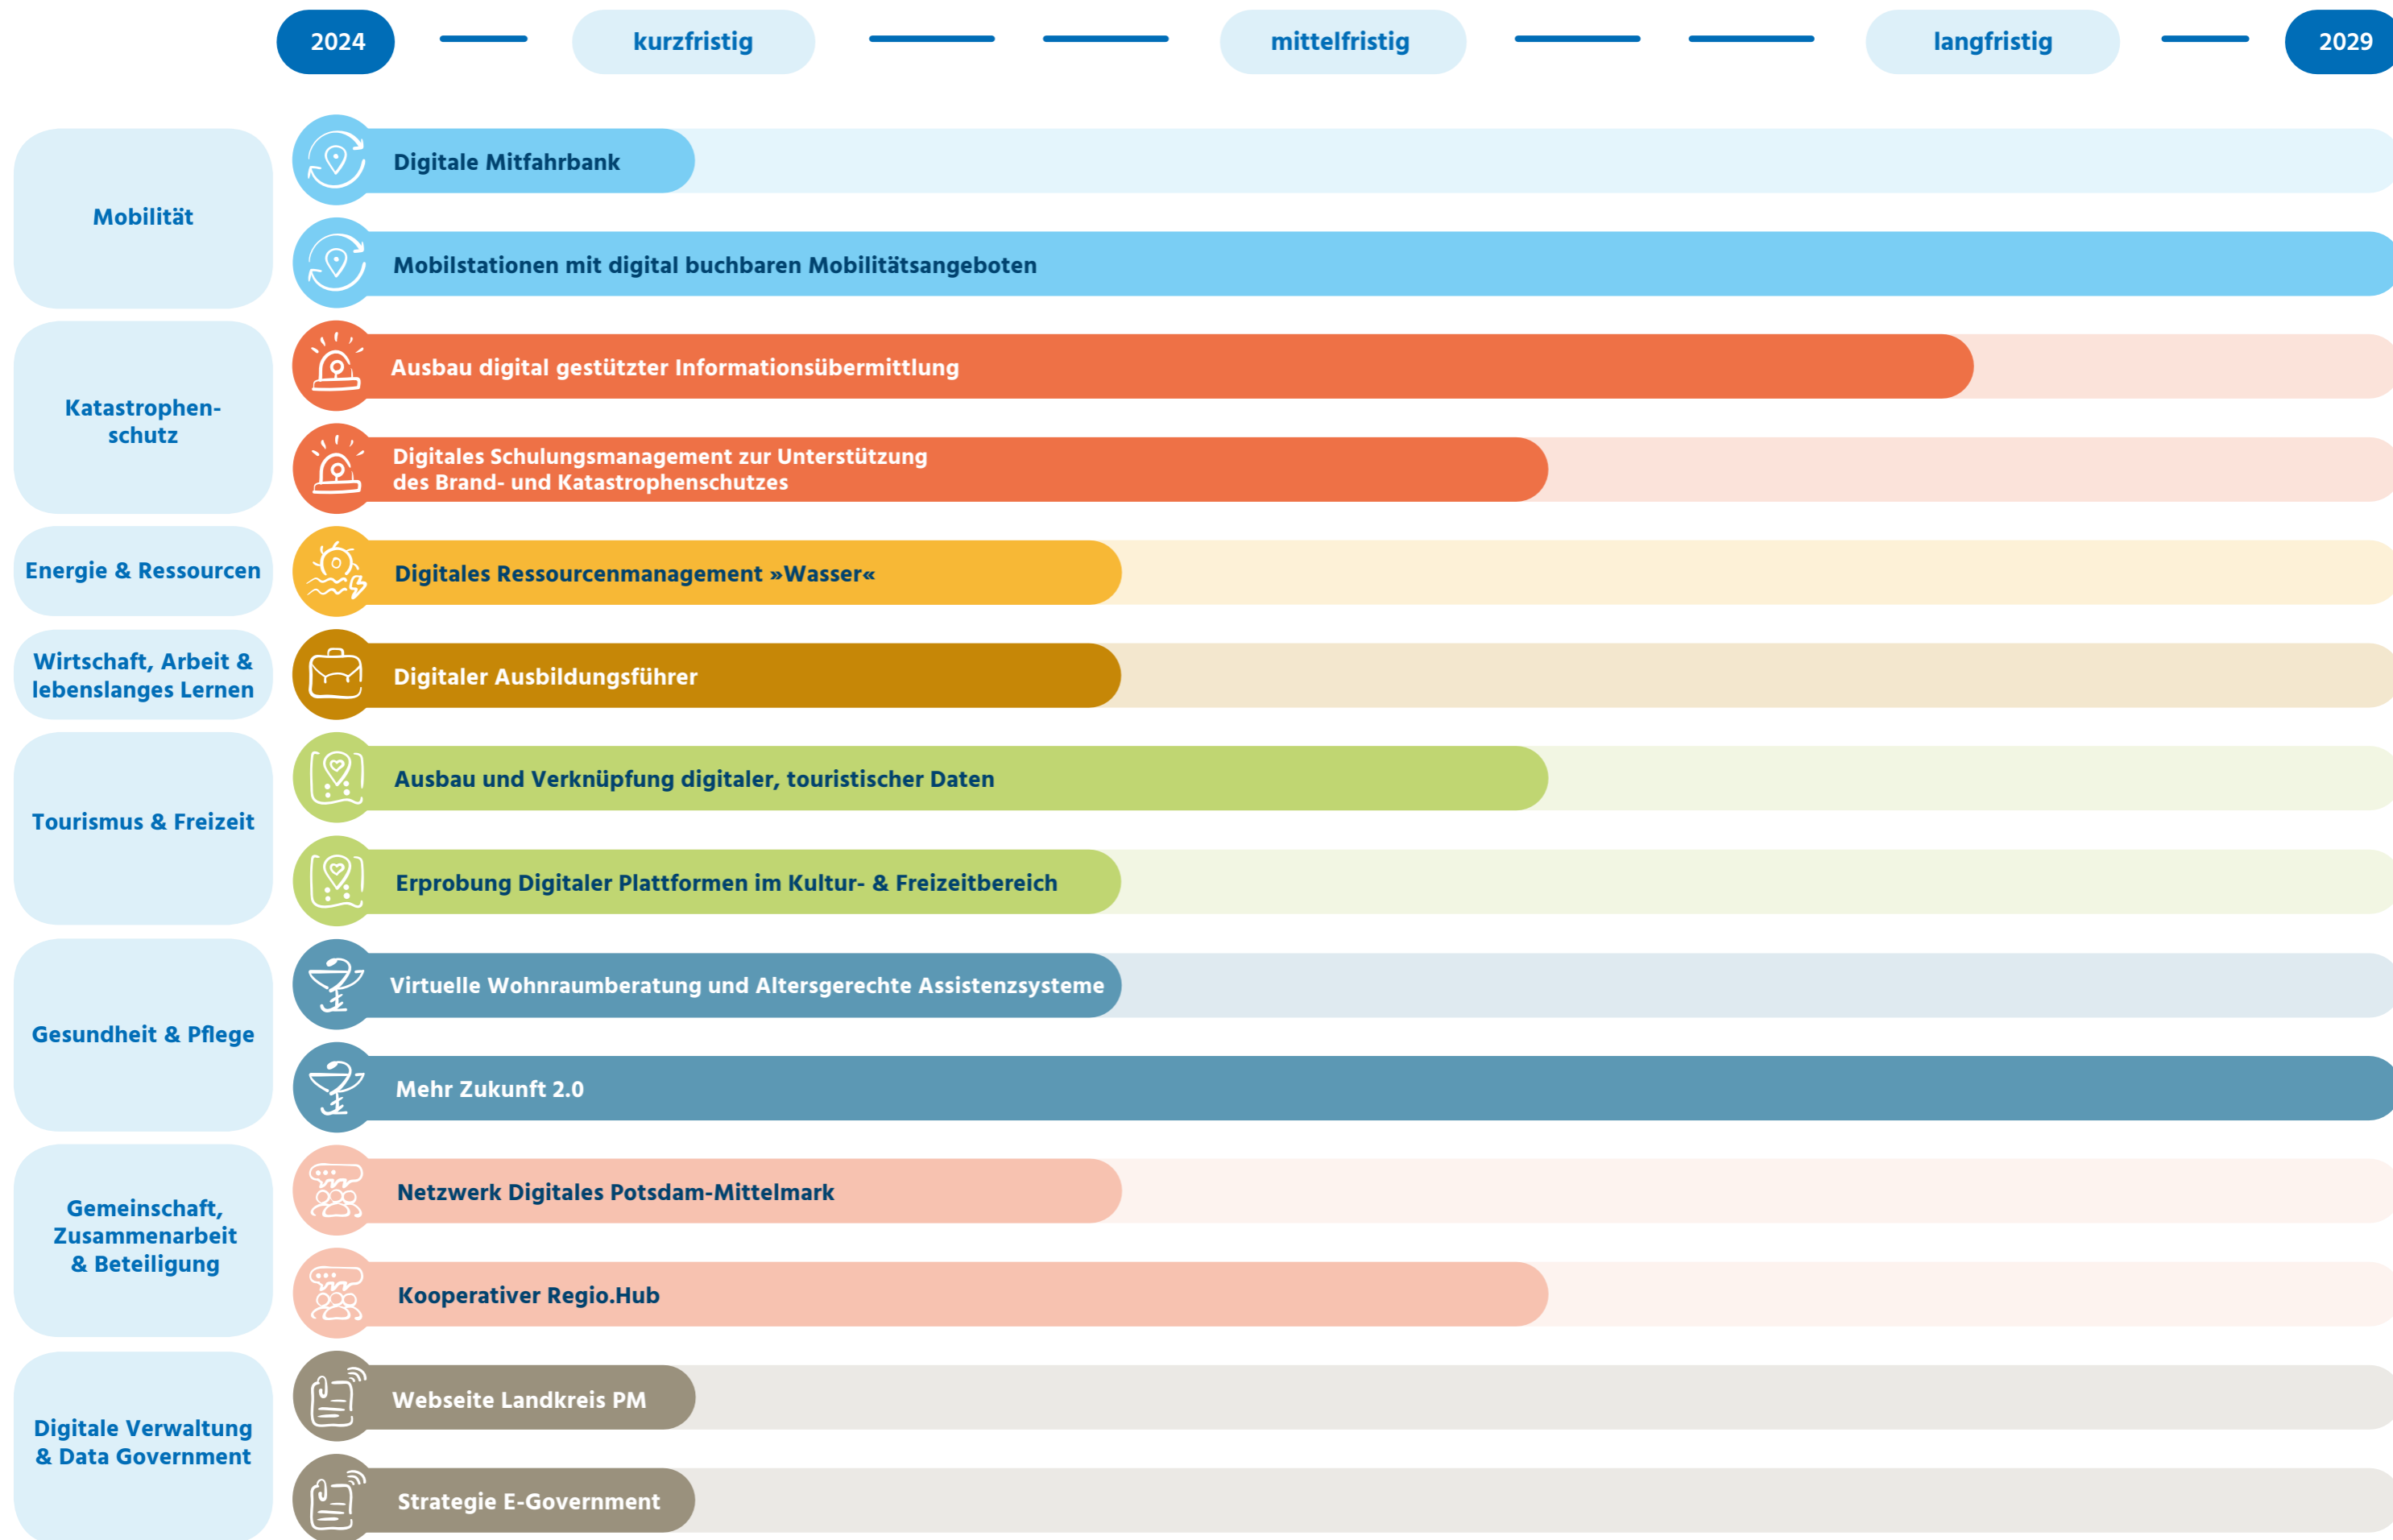 2024 kurzfristig mittelfristig langfristig 2029
Mobilität
Digitale Mitfahrbank
Mobilstationen mit digital buchbaren Mobilitätsangeboten
Katastrophen-
schutz
Ausbau digital gestützter Informationsübermittlung
Digitales Schulungsmanagement zur Unterstützung
des Brand- und Katastrophenschutzes
Energie & Ressourcen
Digitales Ressourcenmanagement »Wasser«
Wirtschaft, Arbeit &
lebenslanges Lernen
Digitaler Ausbildungsführer
Tourismus & Freizeit
Ausbau und Verknüpfung digitaler, touristischer Daten
Erprobung Digitaler Plattformen im Kultur- & Freizeitbereich
Gesundheit & Pflege
Virtuelle Wohnraumberatung und Altersgerechte Assistenzsysteme
Mehr Zukunft 2.0
Gemeinschaft,
Zusammenarbeit
& Beteiligung
Netzwerk Digitales Potsdam-Mittelmark
Kooperativer Regio.Hub
Digitale Verwaltung
& Data Government
Webseite Landkreis PM
Strategie E-Government